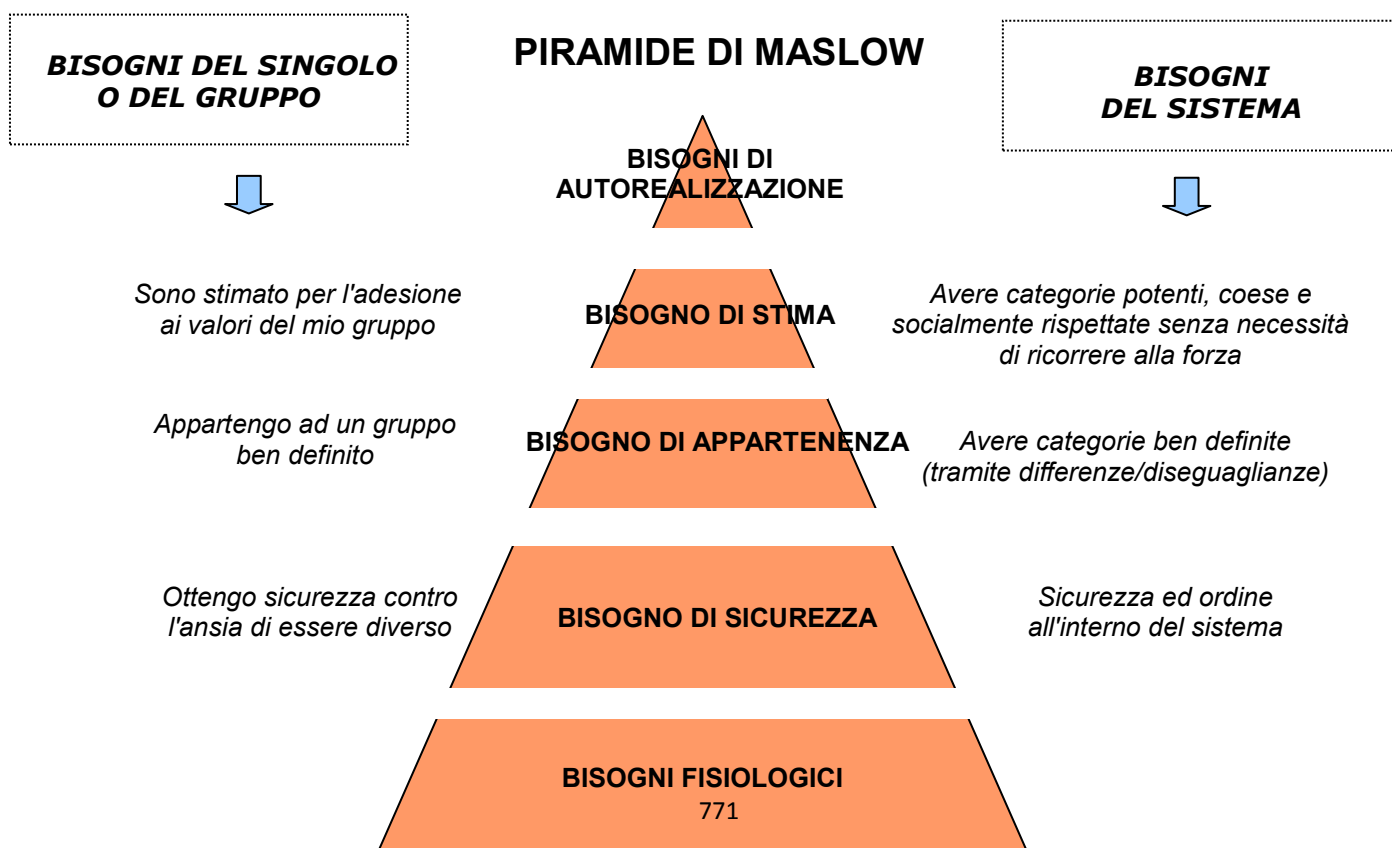 PIRAMIDE DI MASLOW
BISOGNI DEL SINGOLO
O DEL GRUPPO
BISOGNI
DEL SISTEMA
BISOGNI DI
AUTOREALIZZAZIONE
Sono stimato per l'adesione
ai valori del mio gruppo
BISOGNO DI STIMA
Avere categorie potenti, coese e
socialmente rispettate senza necessità
di ricorrere alla forza
Appartengo ad un gruppo
ben definito
BISOGNO DI APPARTENENZA
Avere categorie ben definite
(tramite differenze/diseguaglianze)
Ottengo sicurezza contro
l'ansia di essere diverso
BISOGNO DI SICUREZZA
Sicurezza ed ordine
all'interno del sistema
BISOGNI FISIOLOGICI
771